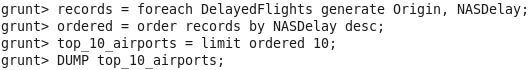 grunt> records = foreach DelayedFlights generate Origin, NASDelay;
grunt> ordered = order records by NASDelay desc;
grunt> top_10_airports = limit ordered 10;
grunt> DUMP top_10_airports;